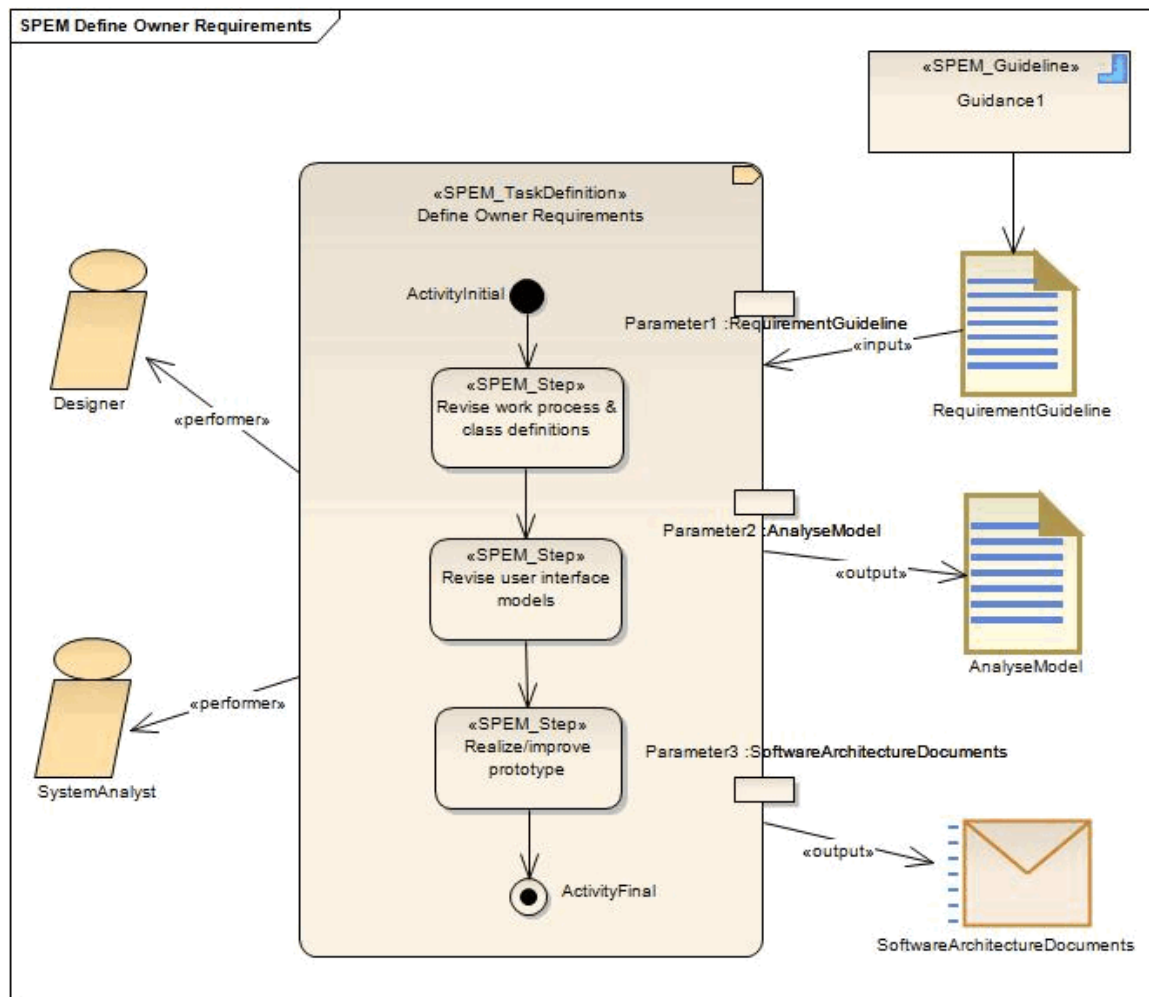 SPEM Define Owner Requirements
«SPEM_Guideline»
Guidance1
«SPEM_TaskDefinition»
Define Owner Requirements
ActivityInitial
Parameter1 :RequirementGuideline
«input»
«SPEM_Step»
Revise work process &
class definitions
Designer
RequirementGuideline
«performer»
Parameter2 :AnalyseModel
«SPEM_Step»
Revise user interface
models
«output»
AnalyseModel
«performer»
«SPEM_Step»
Realize/improve
prototype
Parameter3 :SoftwareArchitectureDocuments
SystemAnalyst
«output»
ActivityFinal
SoftwareArchitectureDocuments